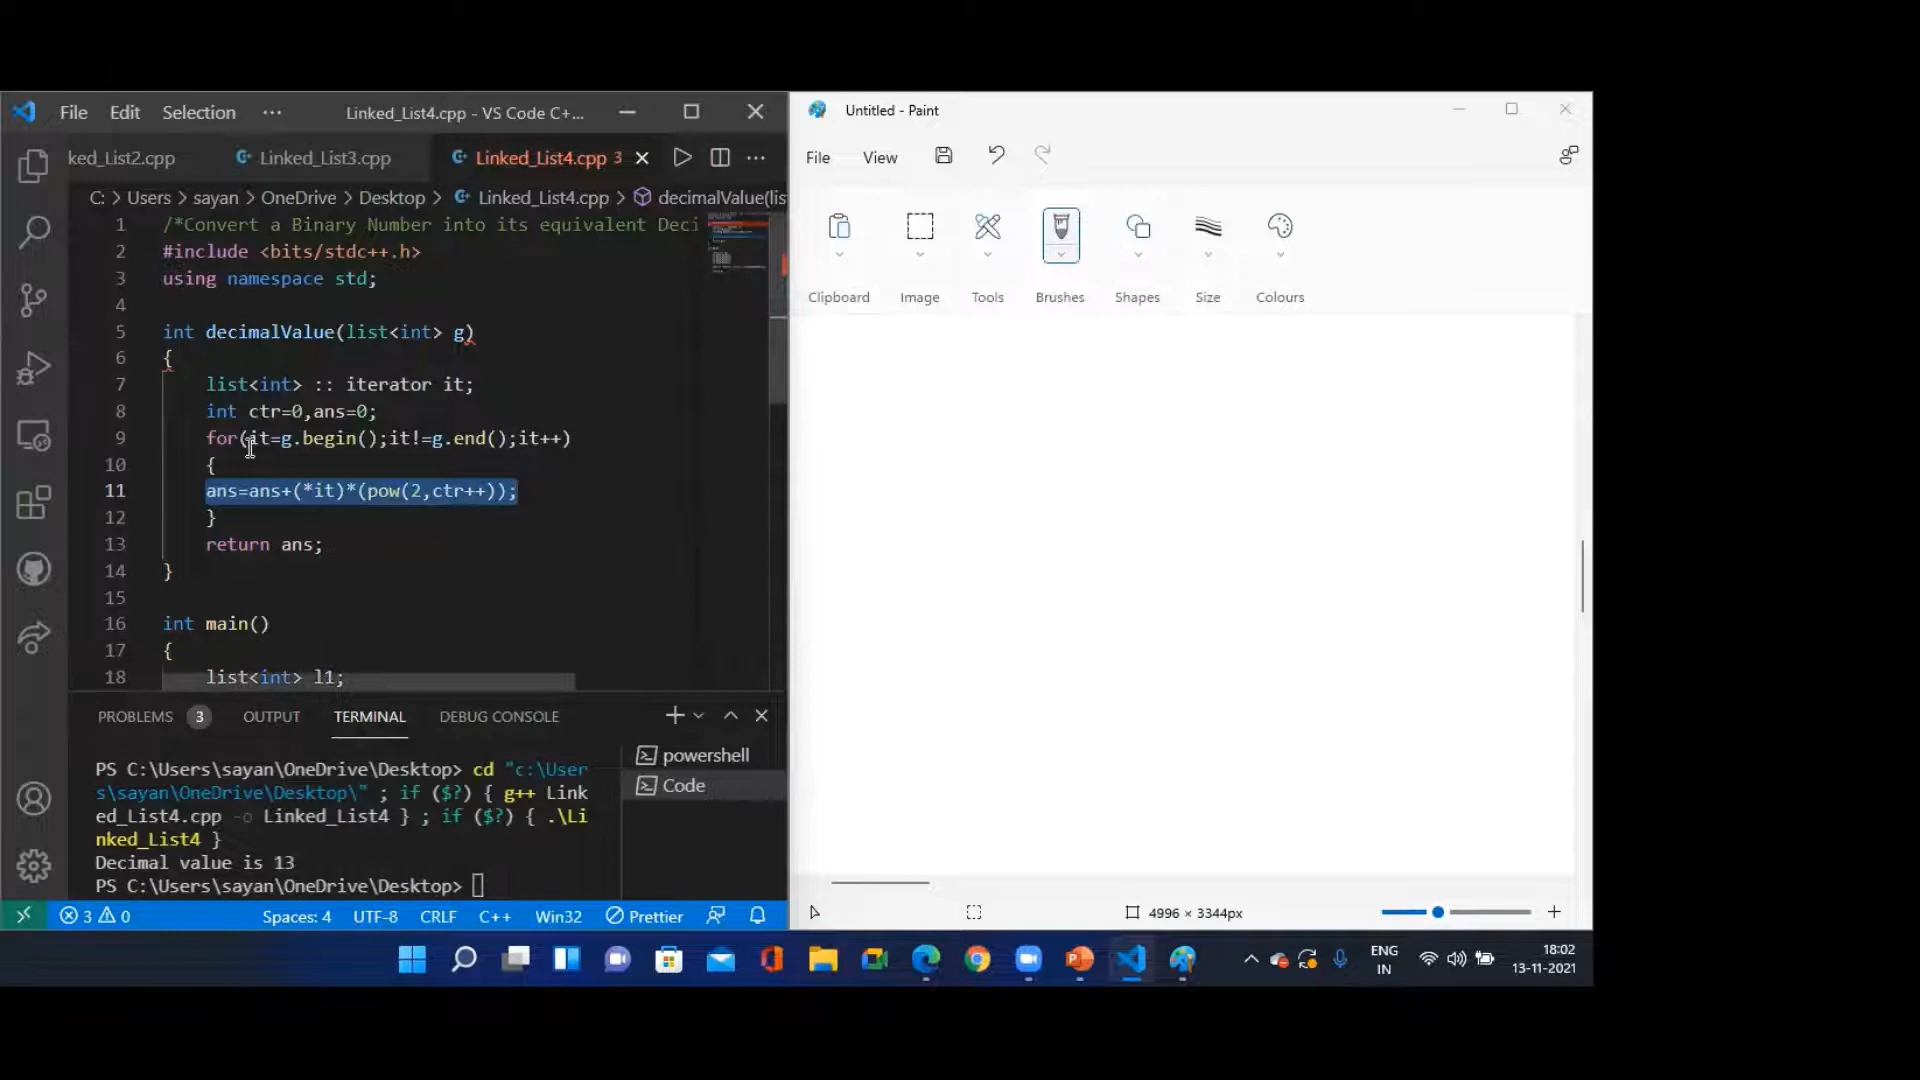 File Edit Selection ··· Linked_List4.cpp - VS Code C+...
ked_List2.cpp Linked_List3.cpp Linked_List4.cpp 3
C: > Users > sayan > OneDrive > Desktop > Linked_List4.cpp > decimalValue(lis
1 /*Convert a Binary Number into its equivalent Deci
2 #include <bits/stdc++.h>
3 using namespace std;
4
5 int decimalValue(list<int> g)
6 {
7 list<int> :: iterator it;
8 int ctr=0,ans=0;
9 for(it=g.begin();it!=g.end();it++)
10 {
11 ans=ans+(*it)*(pow(2,ctr++));
12 }
13 return ans;
14 }
15
16 int main()
17 {
18 list<int> l1;
PROBLEMS 3 OUTPUT TERMINAL DEBUG CONSOLE
PS C:\Users\sayan\OneDrive\Desktop> cd "c:\User
s\sayan\OneDrive\Desktop\" ; if ($?) { g++ Link
ed_List4.cpp -o Linked_List4 } ; if ($?) { .\Li
nked_List4 }
Decimal value is 13
PS C:\Users\sayan\OneDrive\Desktop>
powershell
Code
3 0 Spaces: 4 UTF-8 CRLF C++ Win32 Prettier
Untitled - Paint
File View
Clipboard Image Tools Brushes Shapes Size Colours
4996 × 3344px
ENG
IN
18:02
13-11-2021